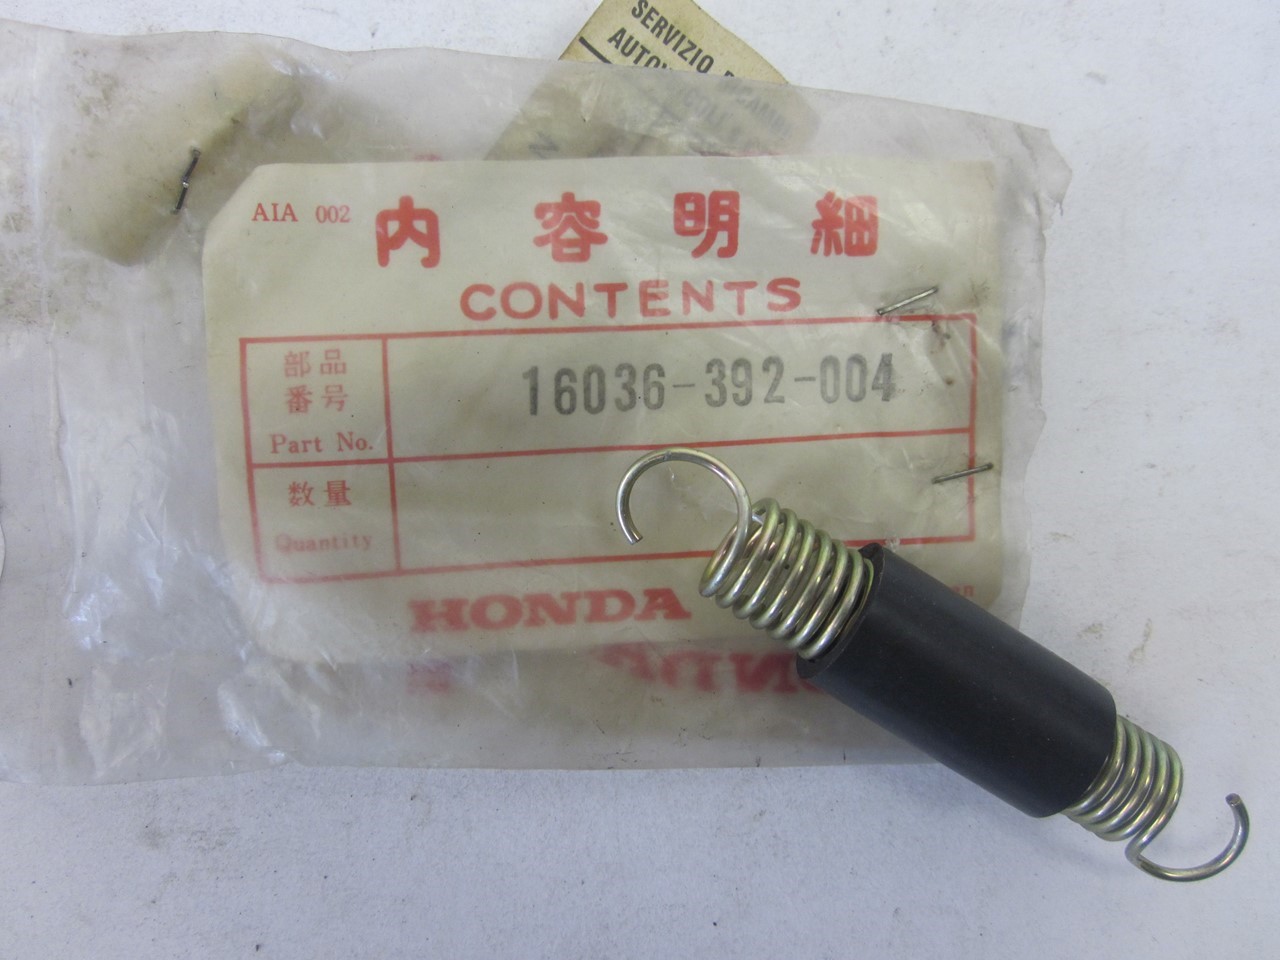 SERVIZIO
AIA 002
内容明細
CONTENTS
部品
番号
Part No.
16036-392-004
数量
Quantity
HONDA